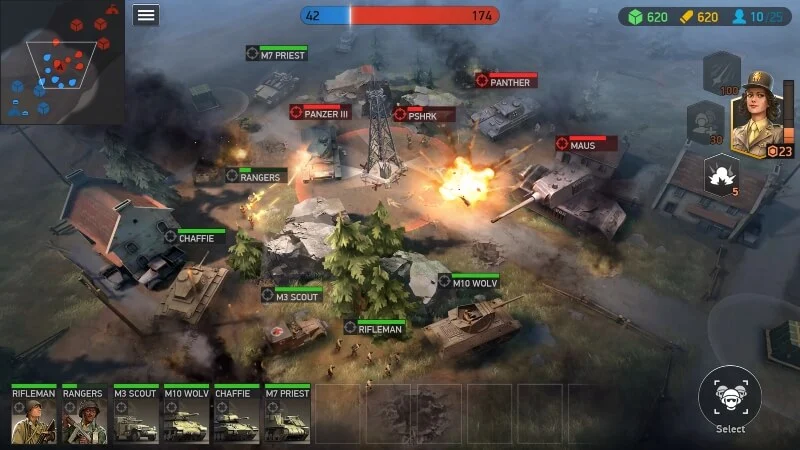 42
174
620
620
10/25
M7 PRIEST
PANTHER
PANZER III
PSHRK
100
30
23
MAUS
RANGERS
5
CHAFFIE
M10 WOLV
M3 SCOUT
RIFLEMAN
RIFLEMAN
RANGERS
M3 SCOUT
M10 WOLV
CHAFFIE
M7 PRIEST
Select